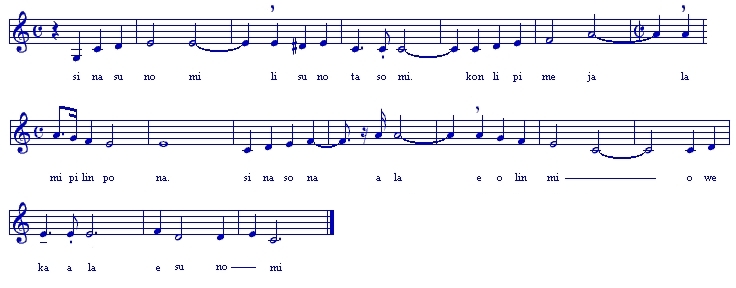 si na su no mi li su no ta so mi. kon li pi me ja la
mi pi lin po na. si na so na a la e o lin mi o we
ka a la e su no mi